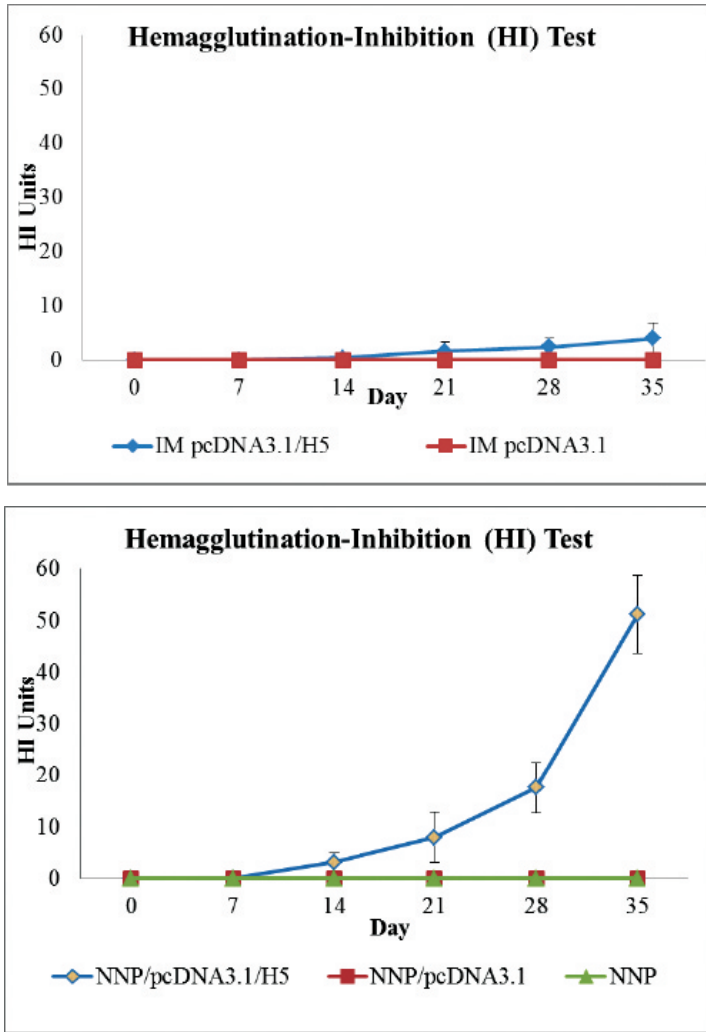 Hemagglutination-Inhibition (HI) Test
60
50
40
30
20
10
0
HI Units
0 7 14 21 28 35
Day
IM pcDNA3.1/H5 IM pcDNA3.1
Hemagglutination-Inhibition (HI) Test
60
50
40
30
20
10
0
HI Units
0 7 14 21 28 35
Day
NNP/pcDNA3.1/H5 NNP/pcDNA3.1 NNP